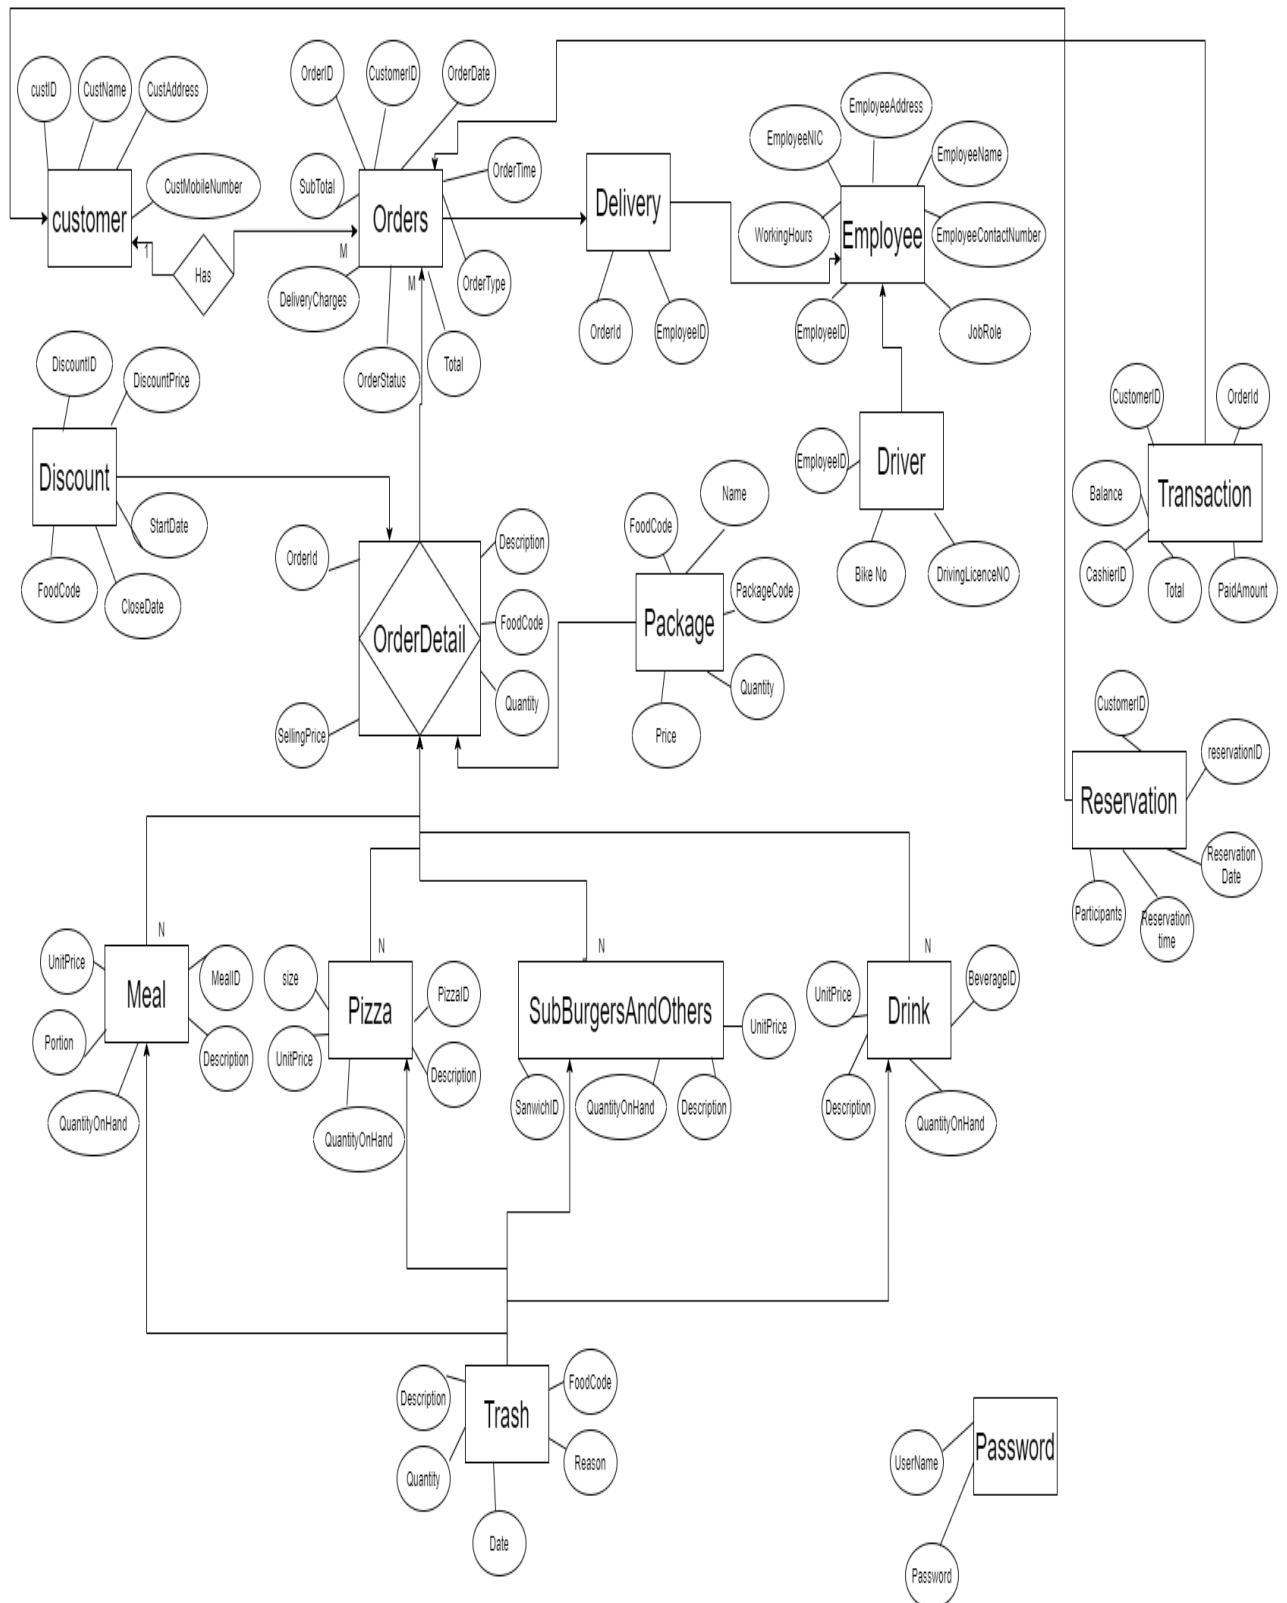 custID
CustName
CustAddress
CustMobileNumber
customer
1
Has
OrderID
CustomerID
OrderDate
OrderTime
SubTotal
Orders
M
M
OrderType
DeliveryCharges
OrderStatus
Total
Delivery
OrderId
EmployeeID
EmployeeAddress
EmployeeNIC
EmployeeName
WorkingHours
Employee
EmployeeContactNumber
EmployeeID
JobRole
DiscountID
DiscountPrice
Discount
StartDate
FoodCode
CloseDate
EmployeeID
Driver
Bike No
DrivingLicenceNO
CustomerID
OrderId
Balance
Transaction
CashierID
Total
PaidAmount
OrderId
Description
OrderDetail
FoodCode
Quantity
SellingPrice
FoodCode
Name
Package
PackageCode
Quantity
Price
CustomerID
reservationID
Reservation
Reservation
Date
Participants
Reservation
time
N
UnitPrice
MealID
Meal
Portion
Description
QuantityOnHand
N
size
PizzaID
Pizza
UnitPrice
Description
QuantityOnHand
N
SubBurgersAndOthers
UnitPrice
SanwichID
QuantityOnHand
Description
N
UnitPrice
BeverageID
Drink
Description
QuantityOnHand
Description
FoodCode
Trash
Quantity
Reason
Date
Password
UserName
Password